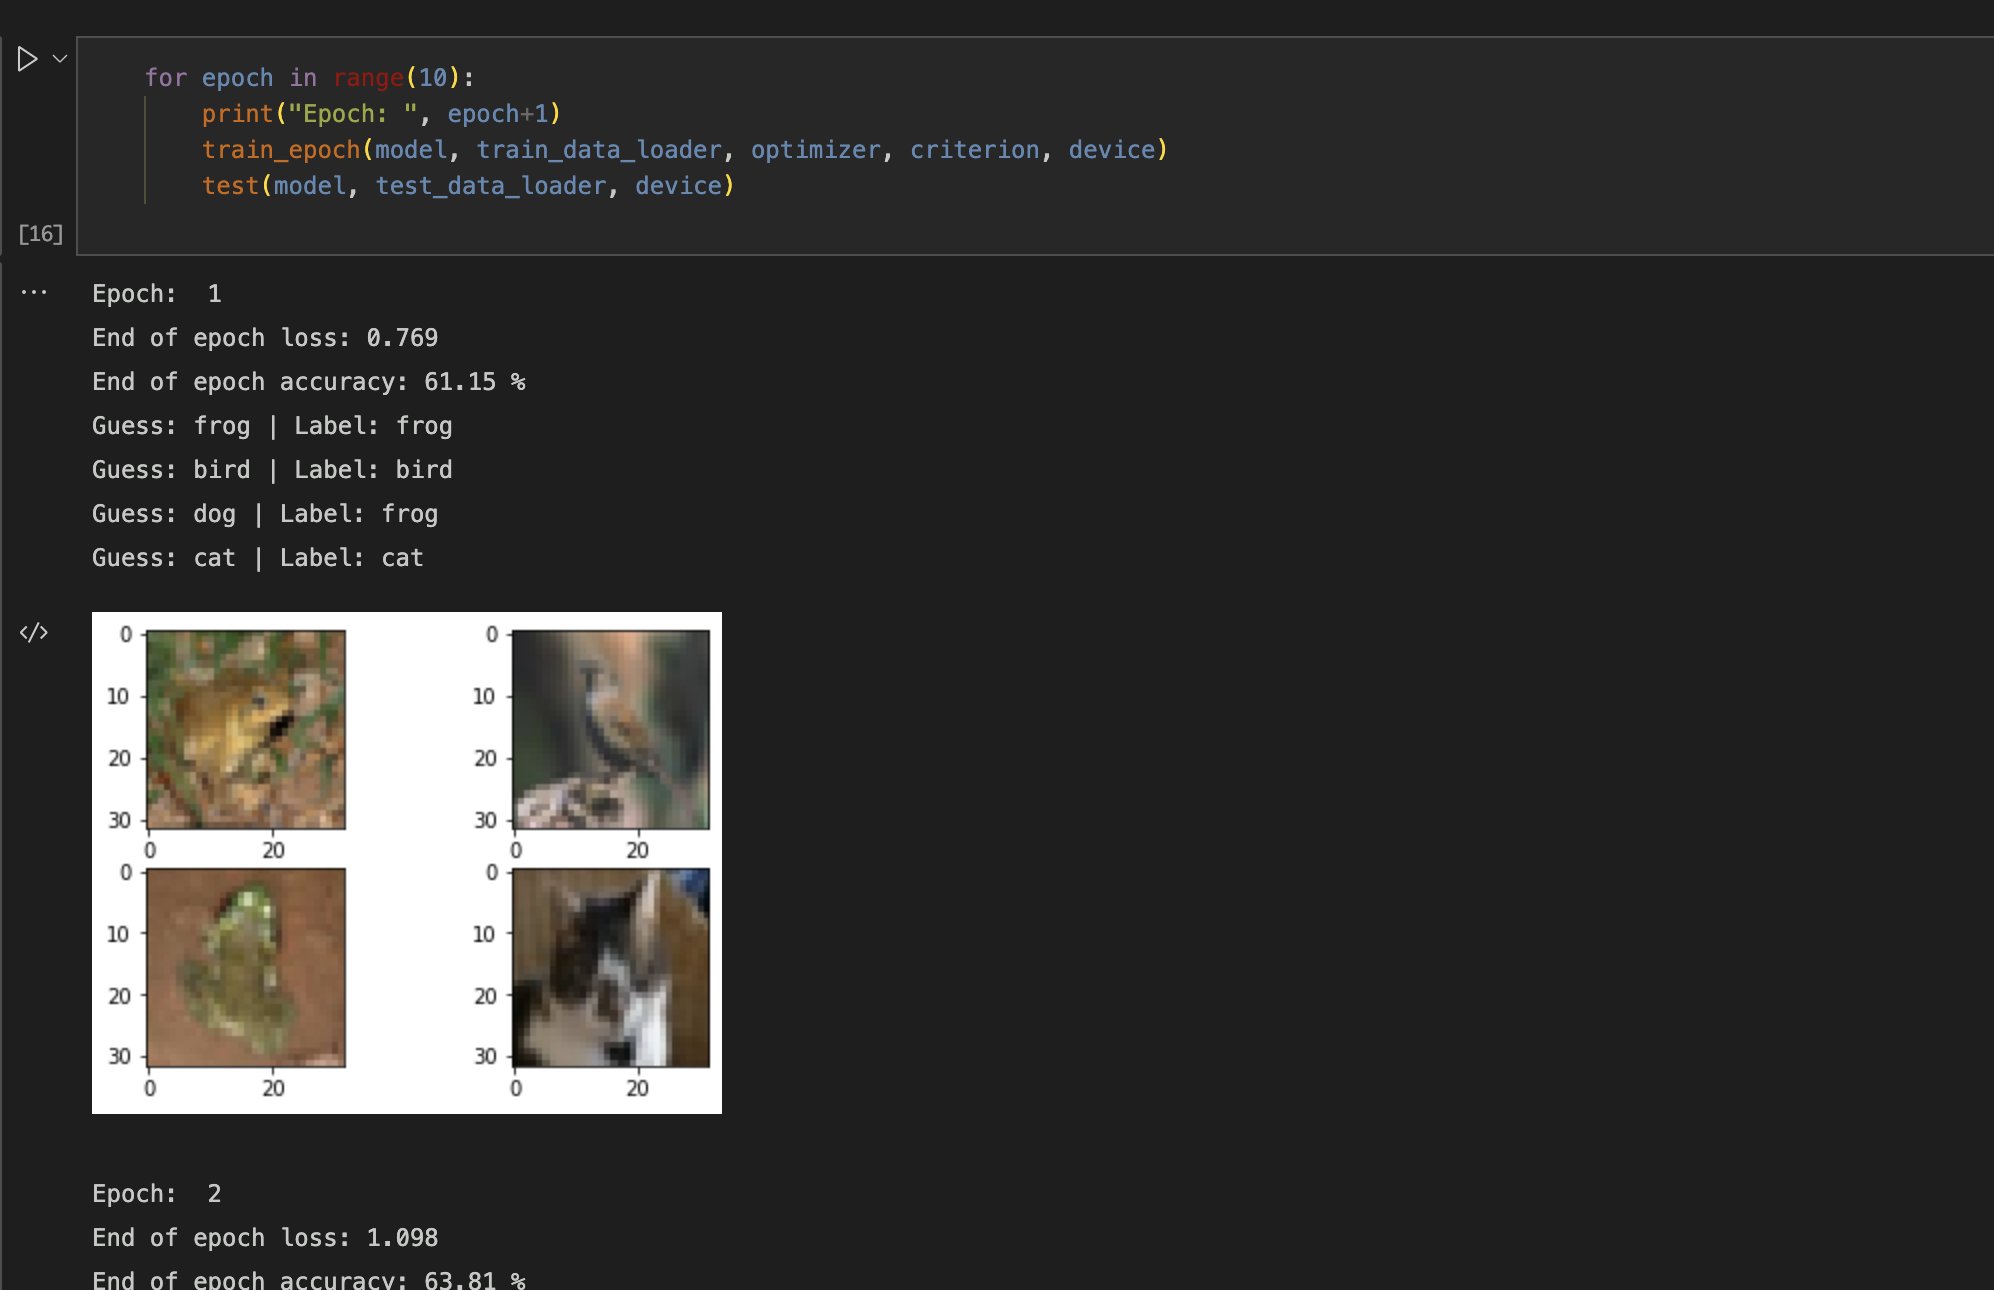 for epoch in range(10):
    print("Epoch: ", epoch+1)
    train_epoch(model, train_data_loader, optimizer, criterion, device)
    test(model, test_data_loader, device)
[16]
...
Epoch:  1
End of epoch loss: 0.769
End of epoch accuracy: 61.15 %
Guess: frog | Label: frog
Guess: bird | Label: bird
Guess: dog | Label: frog
Guess: cat | Label: cat
</>
0 0
10 10
20 20
30 30
0 20 0 20
0 0
10 10
20 20
30 30
0 20 0 20
Epoch:  2
End of epoch loss: 1.098
End of epoch accuracy: 63.81 %